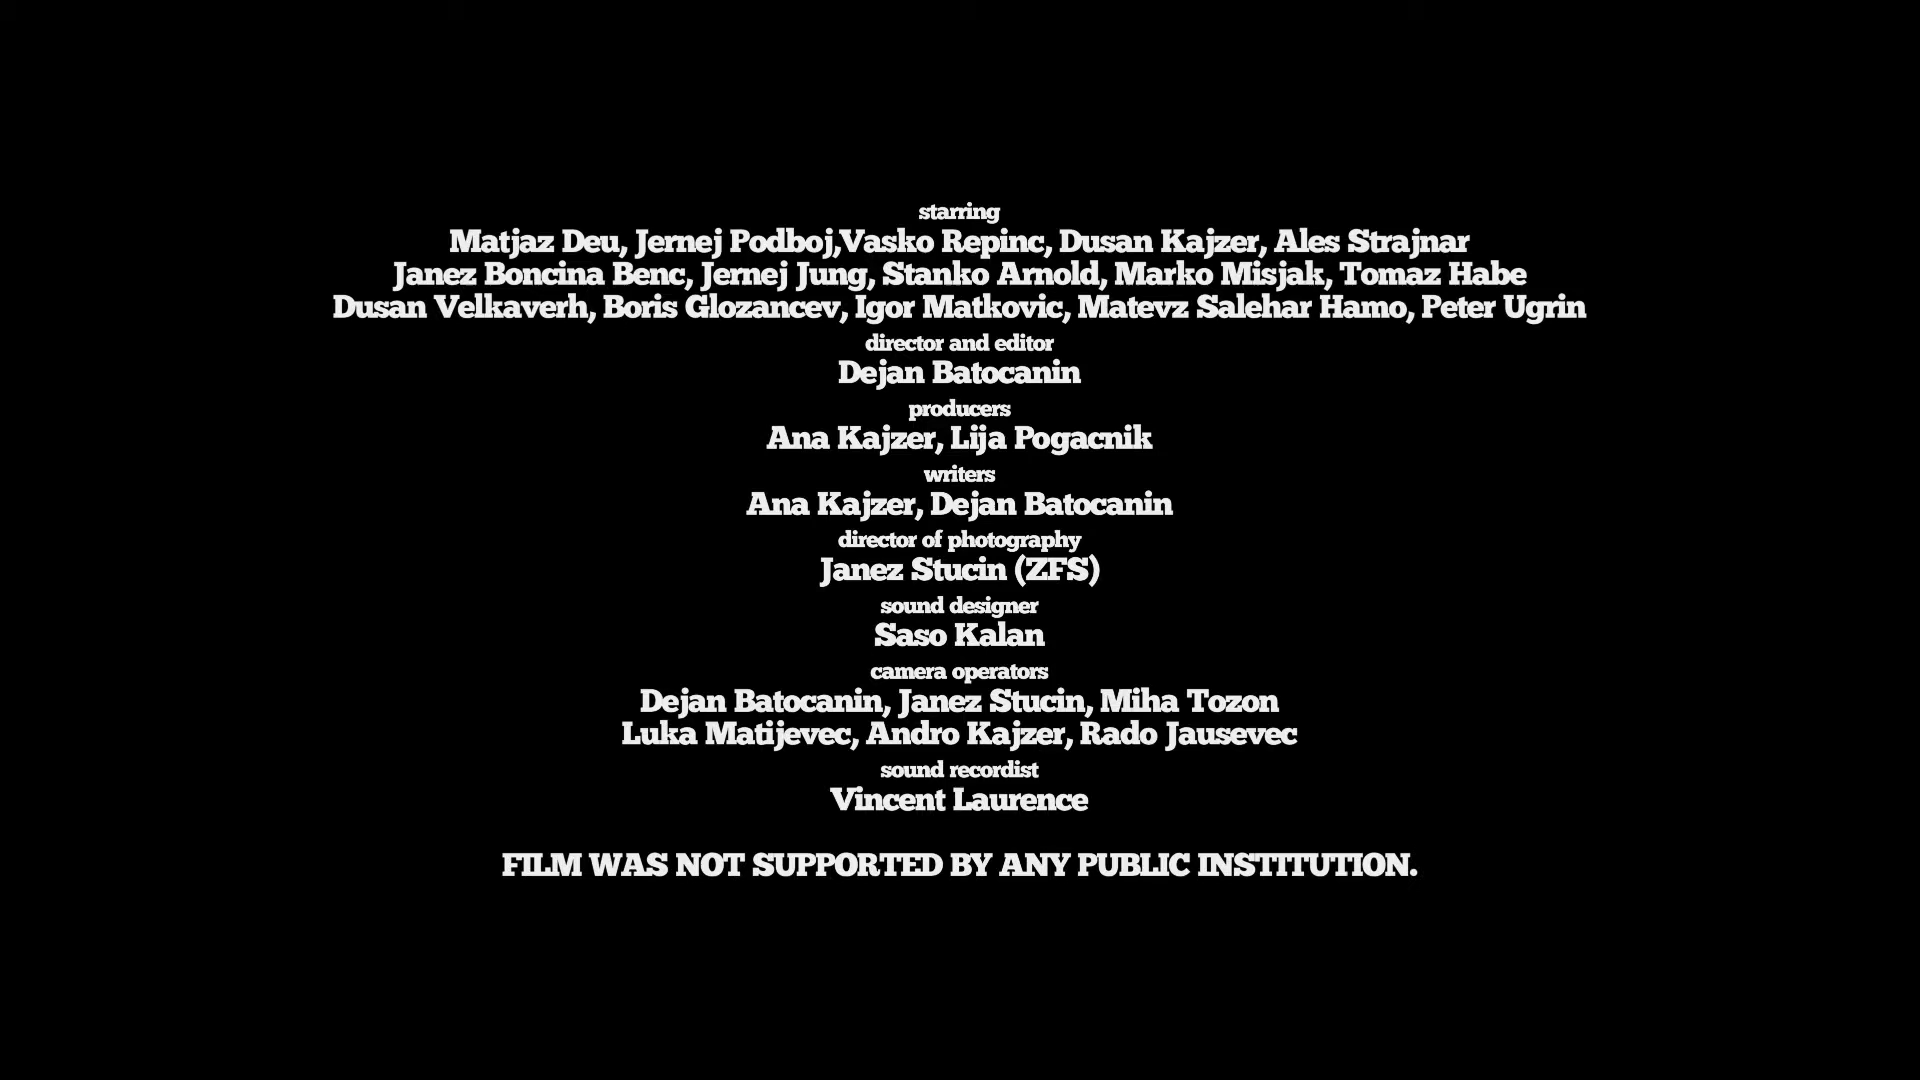 starring
Matjaz Deu, Jernej Podboj,Vasko Repinc, Dusan Kajzer, Ales Strajnar
Janez Boncina Benc, Jernej Jung, Stanko Arnold, Marko Misjak, Tomaz Habe
Dusan Velkaverh, Boris Glozancev, Igor Matkovic, Matevz Salehar Hamo, Peter Ugrin
director and editor
Dejan Batocanin
producers
Ana Kajzer, Lija Pogacnik
writers
Ana Kajzer, Dejan Batocanin
director of photography
Janez Stucin (ZFS)
sound designer
Saso Kalan
camera operators
Dejan Batocanin, Janez Stucin, Miha Tozon
Luka Matijevec, Andro Kajzer, Rado Jausevec
sound recordist
Vincent Laurence
FILM WAS NOT SUPPORTED BY ANY PUBLIC INSTITUTION.